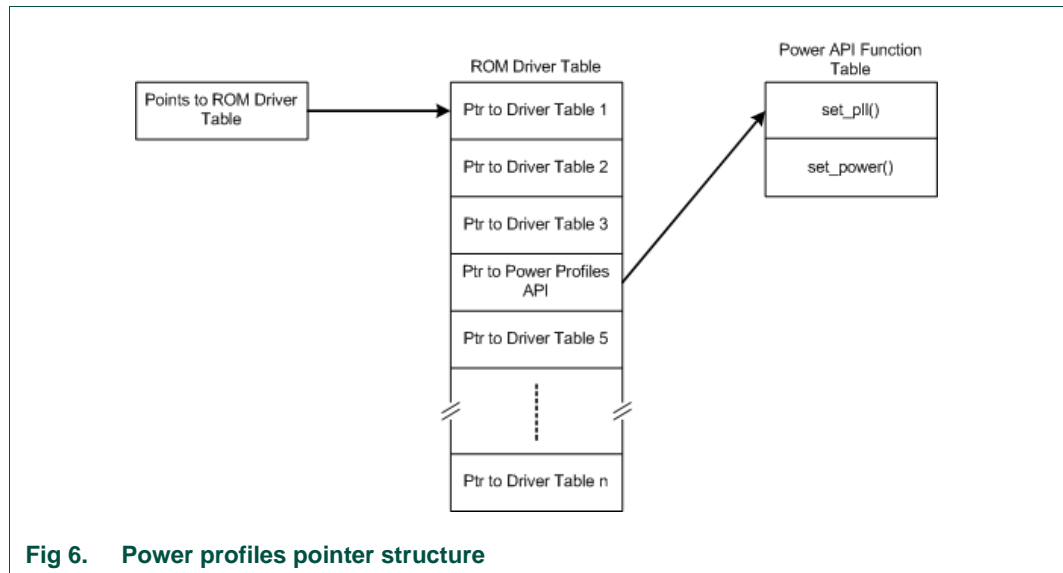 Points to ROM Driver
Table
ROM Driver Table
Ptr to Driver Table 1
Ptr to Driver Table 2
Ptr to Driver Table 3
Ptr to Power Profiles
API
Ptr to Driver Table 5
Ptr to Driver Table n
Power API Function
Table
set_pll()
set_power()
Fig 6. Power profiles pointer structure